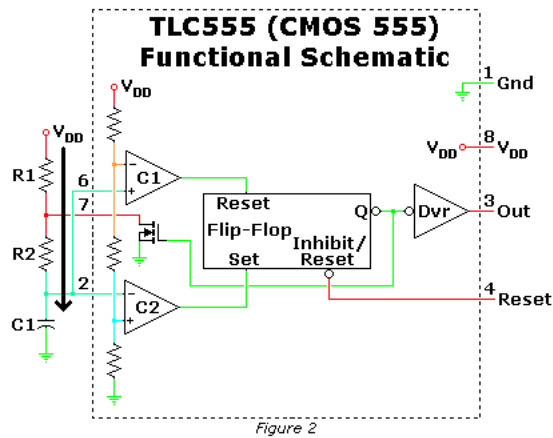 TLC555 (CMOS 555)
Functional Schematic
1
Gnd
VDD
VDD
8
VDD
VDD
R1
6
−
+
C1
7
Reset
Q
Dvr
3
Out
Flip-Flop
Inhibit/
Reset
Set
R2
2
−
+
C2
4
Reset
C1
Figure 2